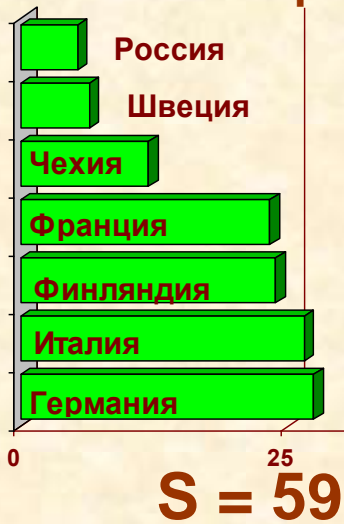 Россия
Швеция
Чехия
Франция
Финляндия
Италия
Германия
0 25
S = 59